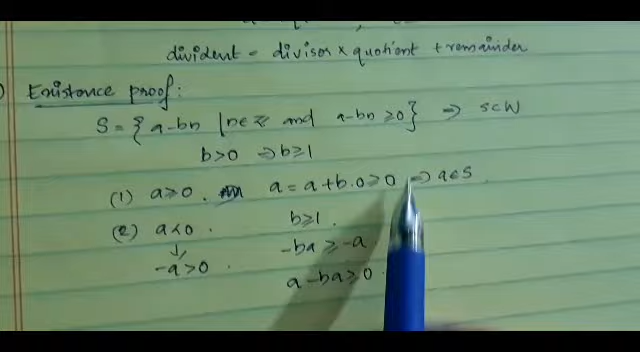 divident = divisor × quotient + remainder
Existance proof:
S = { a-bn | n∈ℤ and a-bn ≥0} ⇒ S⊂W
b>0 ⇒ b≥1
(1) a≥0. a = a+b.0 ≥0 ⇒ a∈S
(2) a<0. b≥1.
↓ -ba ≥ -a
-a>0. a-ba≥0.